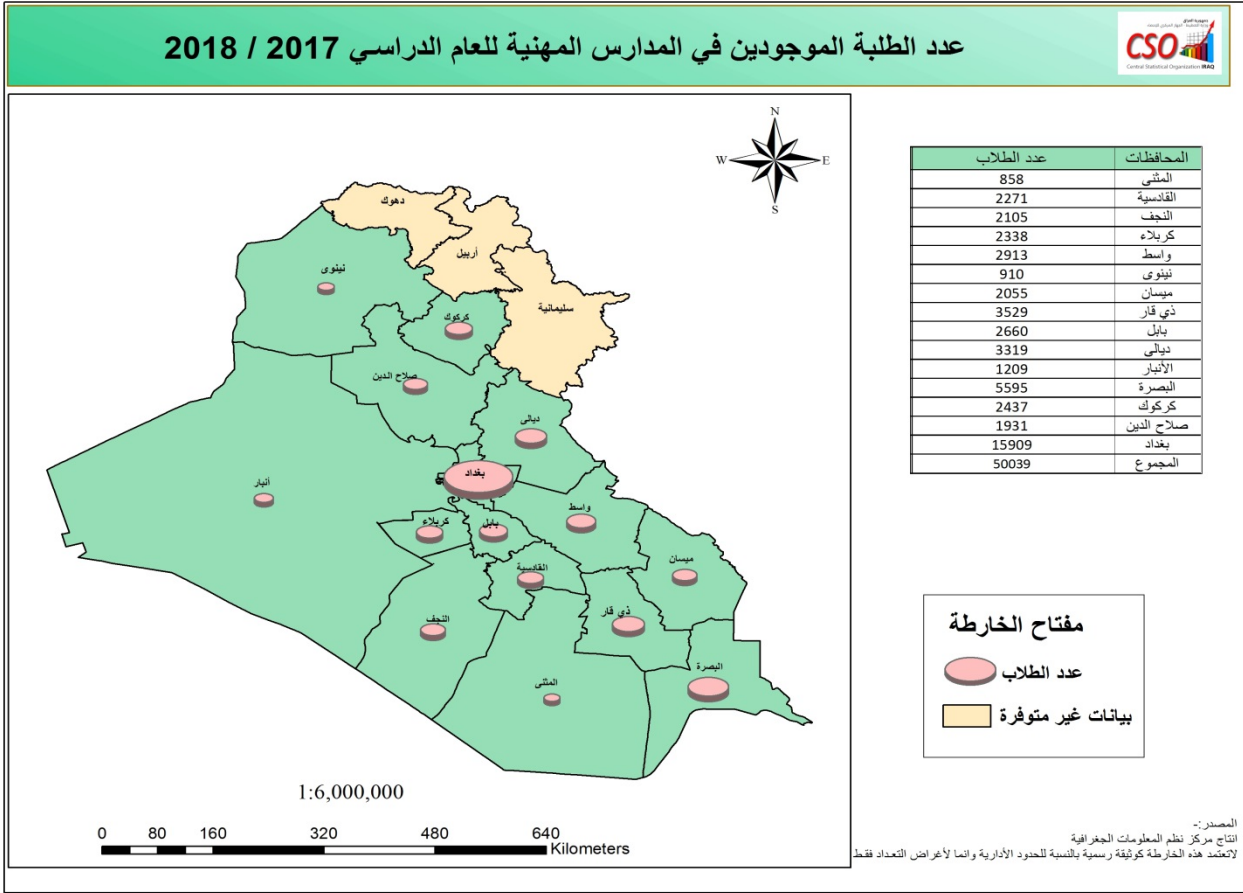 عدد الطلبة الموجودين في المدارس المهنية للعام الدراسي 2017 / 2018
CSO
Central Statistical Organization IRAQ
N
W
E
S
دهوك
أربيل
نينوى
سليمانية
كركوك
صلاح الدين
ديالى
بغداد
أنبار
واسط
كربلاء
بابل
ميسان
القادسية
ذي قار
النجف
البصرة
المثنى
1:6,000,000
0 80 160 320 480 640
Kilometers
المحافظات عدد الطلاب
المثنى 858
القادسية 2271
النجف 2105
كربلاء 2338
واسط 2913
نينوى 910
ميسان 2055
ذي قار 3529
بابل 2660
ديالى 3319
الأنبار 1209
البصرة 5595
كركوك 2437
صلاح الدين 1931
بغداد 15909
المجموع 50039
مفتاح الخارطة
عدد الطلاب
بيانات غير متوفرة
المصدر:-
انتاج مركز نظم المعلومات الجغرافية
لاتعتمد هذه الخارطة كوثيقة رسمية بالنسبة للحدود الأدارية وانما لأغراض التعداد فقط